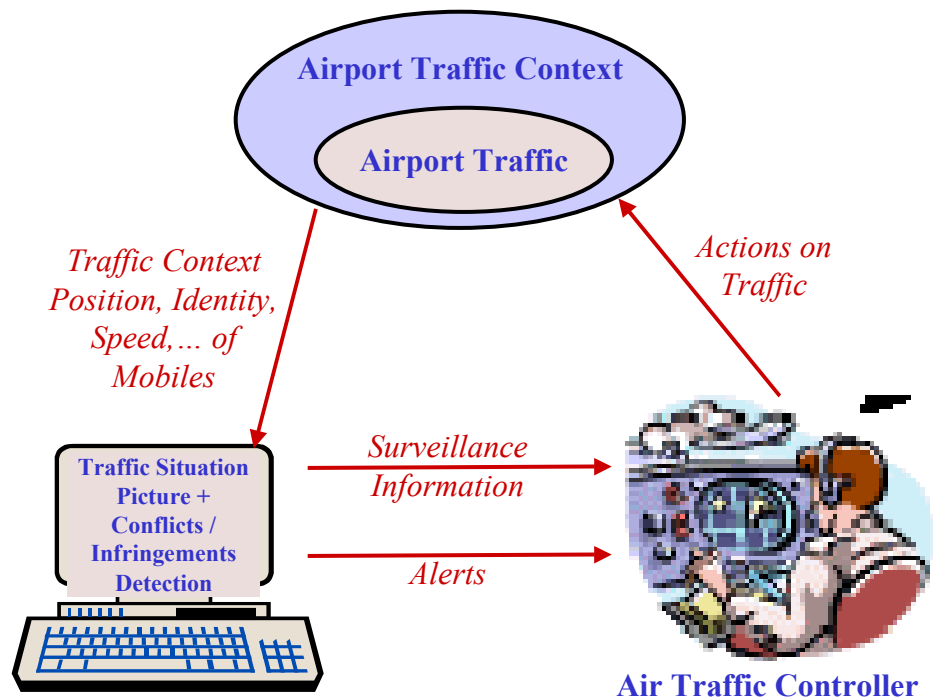 Airport Traffic Context
Airport Traffic
Traffic Context
Position, Identity,
Speed,… of
Mobiles
Actions on
Traffic
Traffic Situation
Picture +
Conflicts /
Infringements
Detection
Surveillance
Information
Alerts
Air Traffic Controller